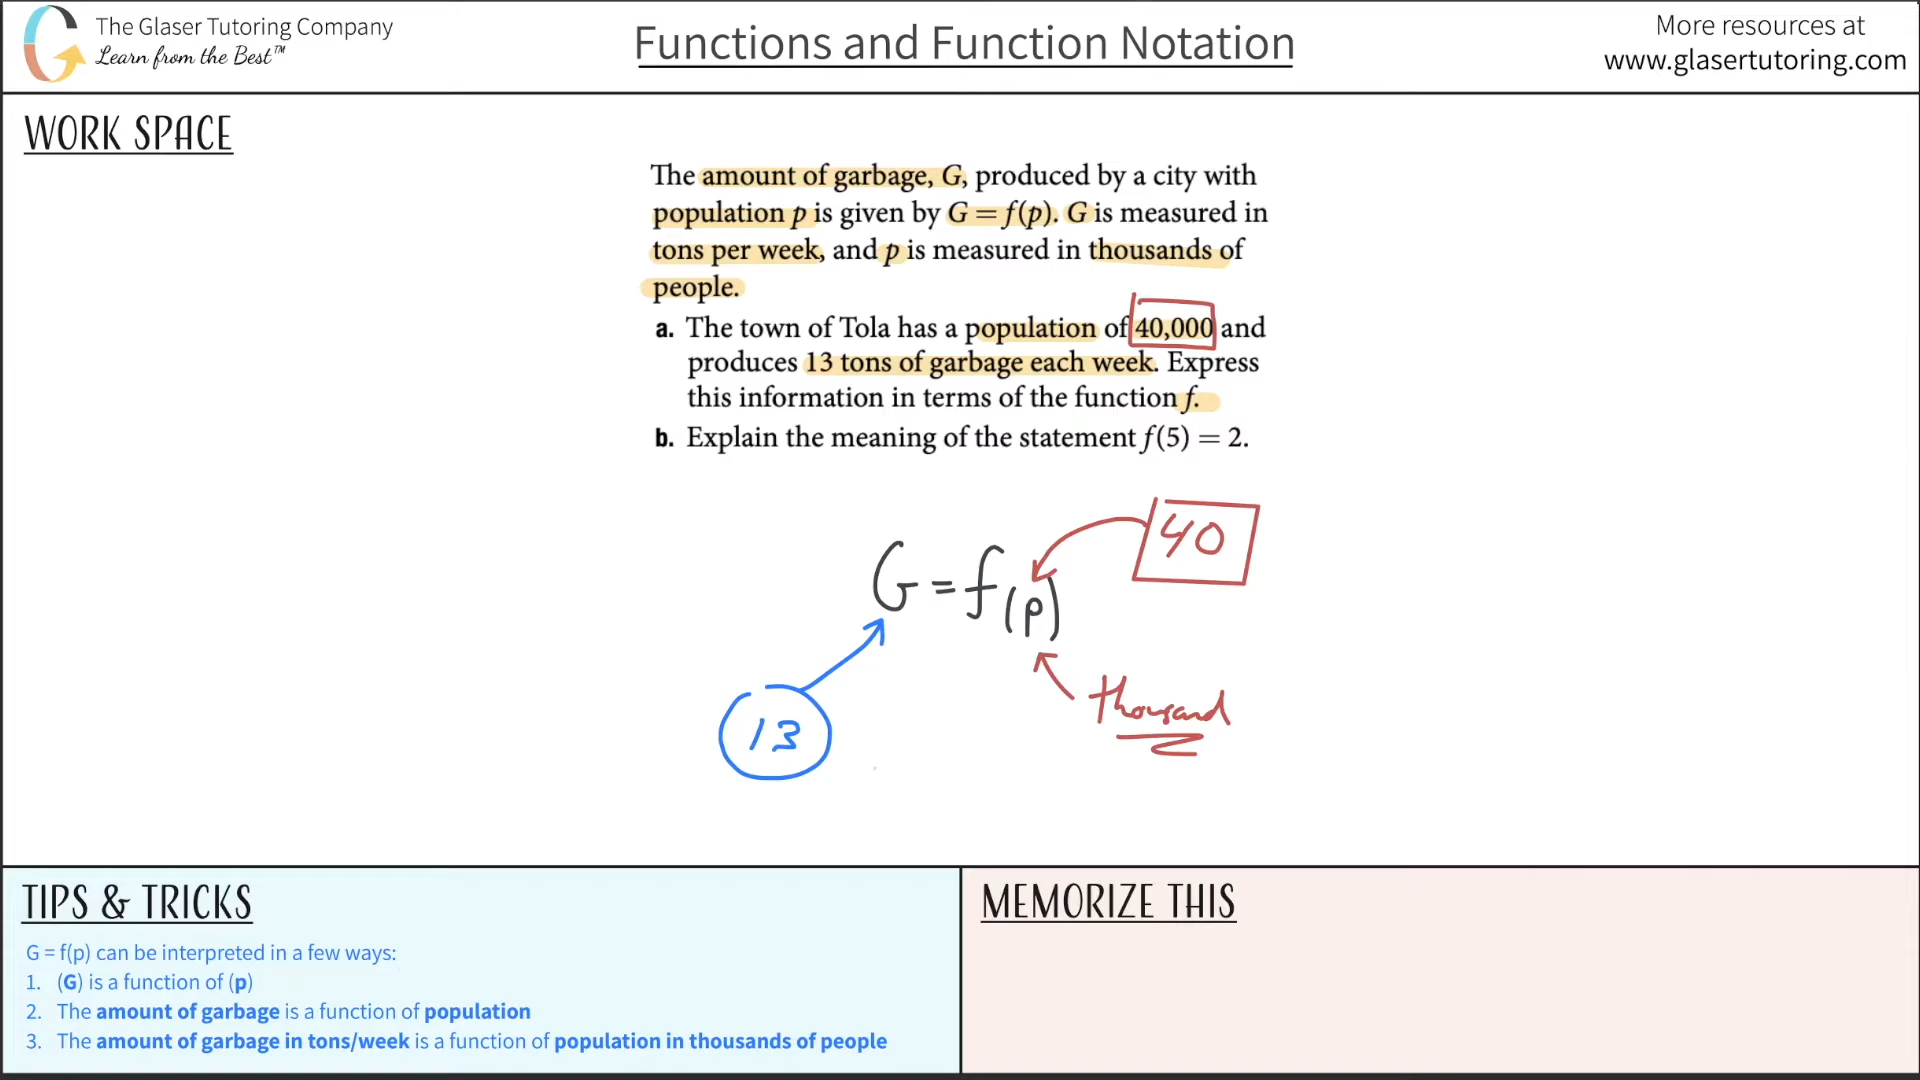 The Glaser Tutoring Company
Learn from the Best™
Functions and Function Notation
More resources at
www.glasertutoring.com
WORK SPACE
The amount of garbage, G, produced by a city with
population p is given by G = f(p). G is measured in
tons per week, and p is measured in thousands of
people.
a. The town of Tola has a population of 40,000 and
produces 13 tons of garbage each week. Express
this information in terms of the function f.
b. Explain the meaning of the statement f(5) = 2.
40
G = f(p)
thousand
13
TIPS & TRICKS
G = f(p) can be interpreted in a few ways:
1. (G) is a function of (p)
2. The amount of garbage is a function of population
3. The amount of garbage in tons/week is a function of population in thousands of people
MEMORIZE THIS